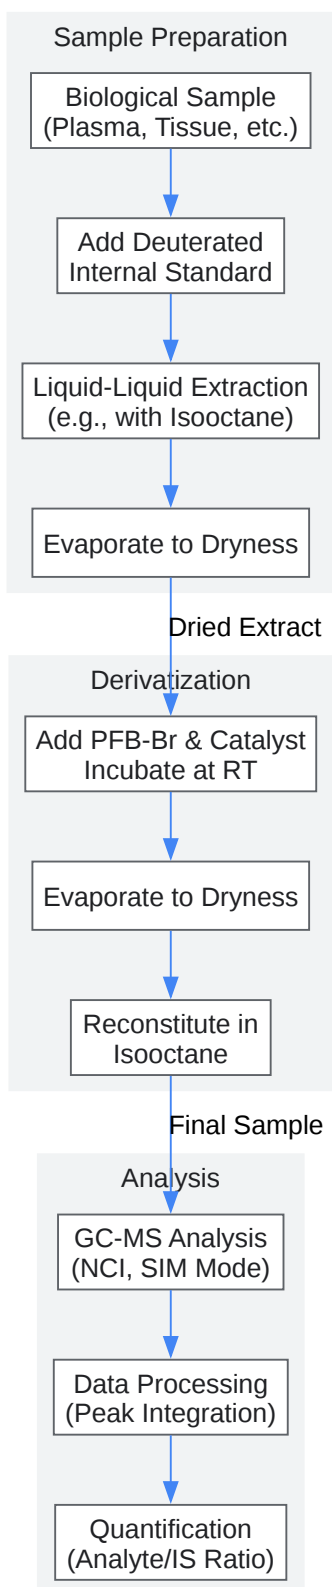 Sample Preparation
Biological Sample
(Plasma, Tissue, etc.)
Add Deuterated
Internal Standard
Liquid-Liquid Extraction
(e.g., with Isooctane)
Evaporate to Dryness
Dried Extract
Derivatization
Add PFB-Br & Catalyst
Incubate at RT
Evaporate to Dryness
Reconstitute in
Isooctane
Final Sample
Analysis
GC-MS Analysis
(NCI, SIM Mode)
Data Processing
(Peak Integration)
Quantification
(Analyte/IS Ratio)